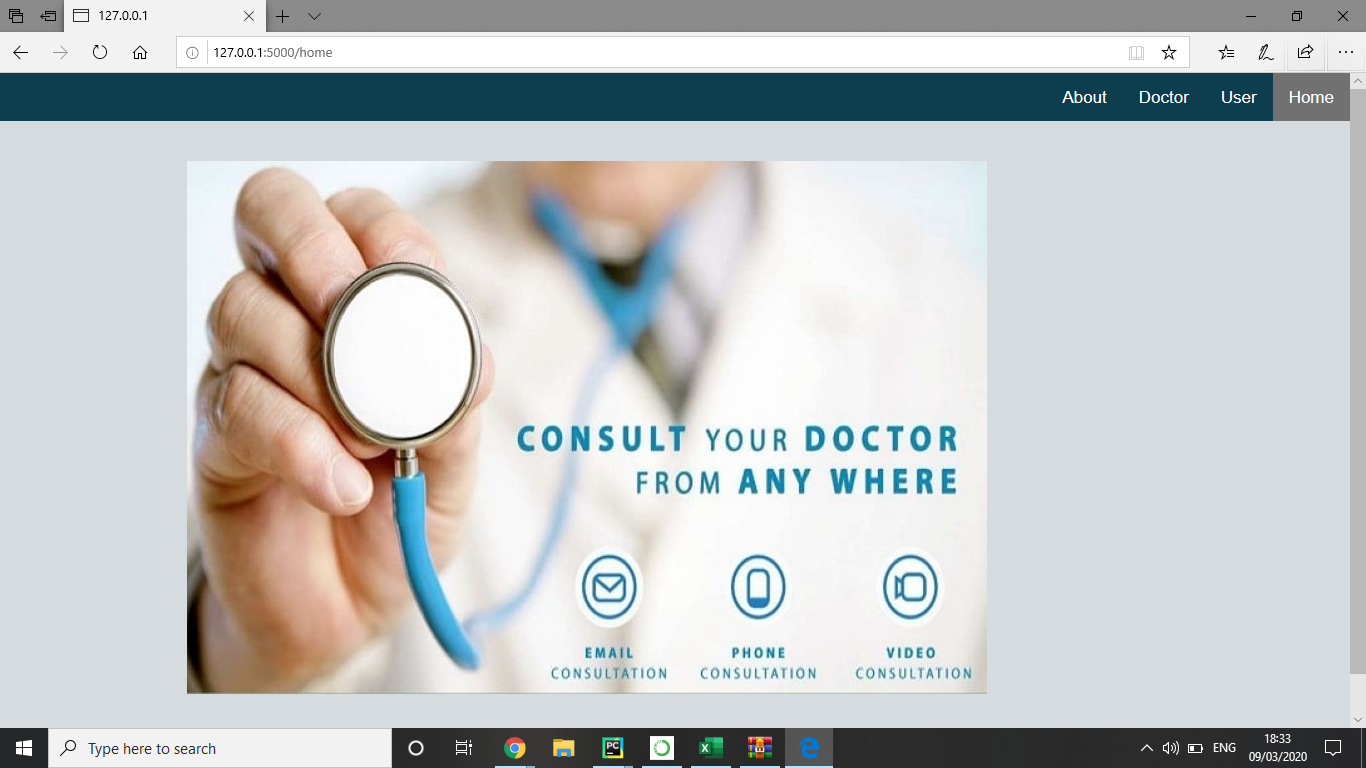 127.0.0.1
127.0.0.1:5000/home
About Doctor User Home
CONSULT YOUR DOCTOR
FROM ANY WHERE
EMAIL PHONE VIDEO
CONSULTATION CONSULTATION CONSULTATION
Type here to search
PC
ENG
18:33
09/03/2020